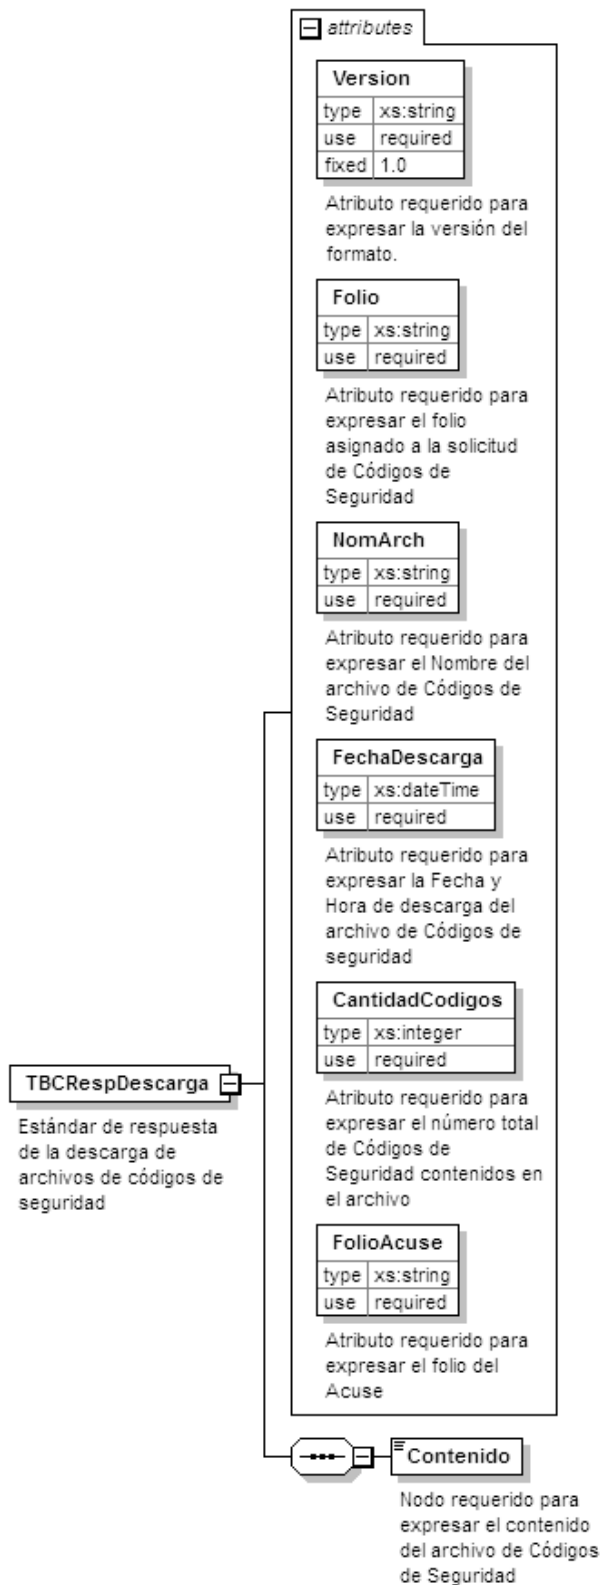 attributes
Version
type xs:string
use required
fixed 1.0
Atributo requerido para
expresar la versión del
formato.
Folio
type xs:string
use required
Atributo requerido para
expresar el folio
asignado a la solicitud
de Códigos de
Seguridad
NomArch
type xs:string
use required
Atributo requerido para
expresar el Nombre del
archivo de Códigos de
Seguridad
FechaDescarga
type xs:dateTime
use required
Atributo requerido para
expresar la Fecha y
Hora de descarga del
archivo de Códigos de
seguridad
CantidadCodigos
type xs:integer
use required
Atributo requerido para
expresar el número total
de Códigos de
Seguridad contenidos en
el archivo
FolioAcuse
type xs:string
use required
Atributo requerido para
expresar el folio del
Acuse
TBCRespDescarga
Estándar de respuesta
de la descarga de
archivos de códigos de
seguridad
Contenido
Nodo requerido para
expresar el contenido
del archivo de Códigos
de Seguridad